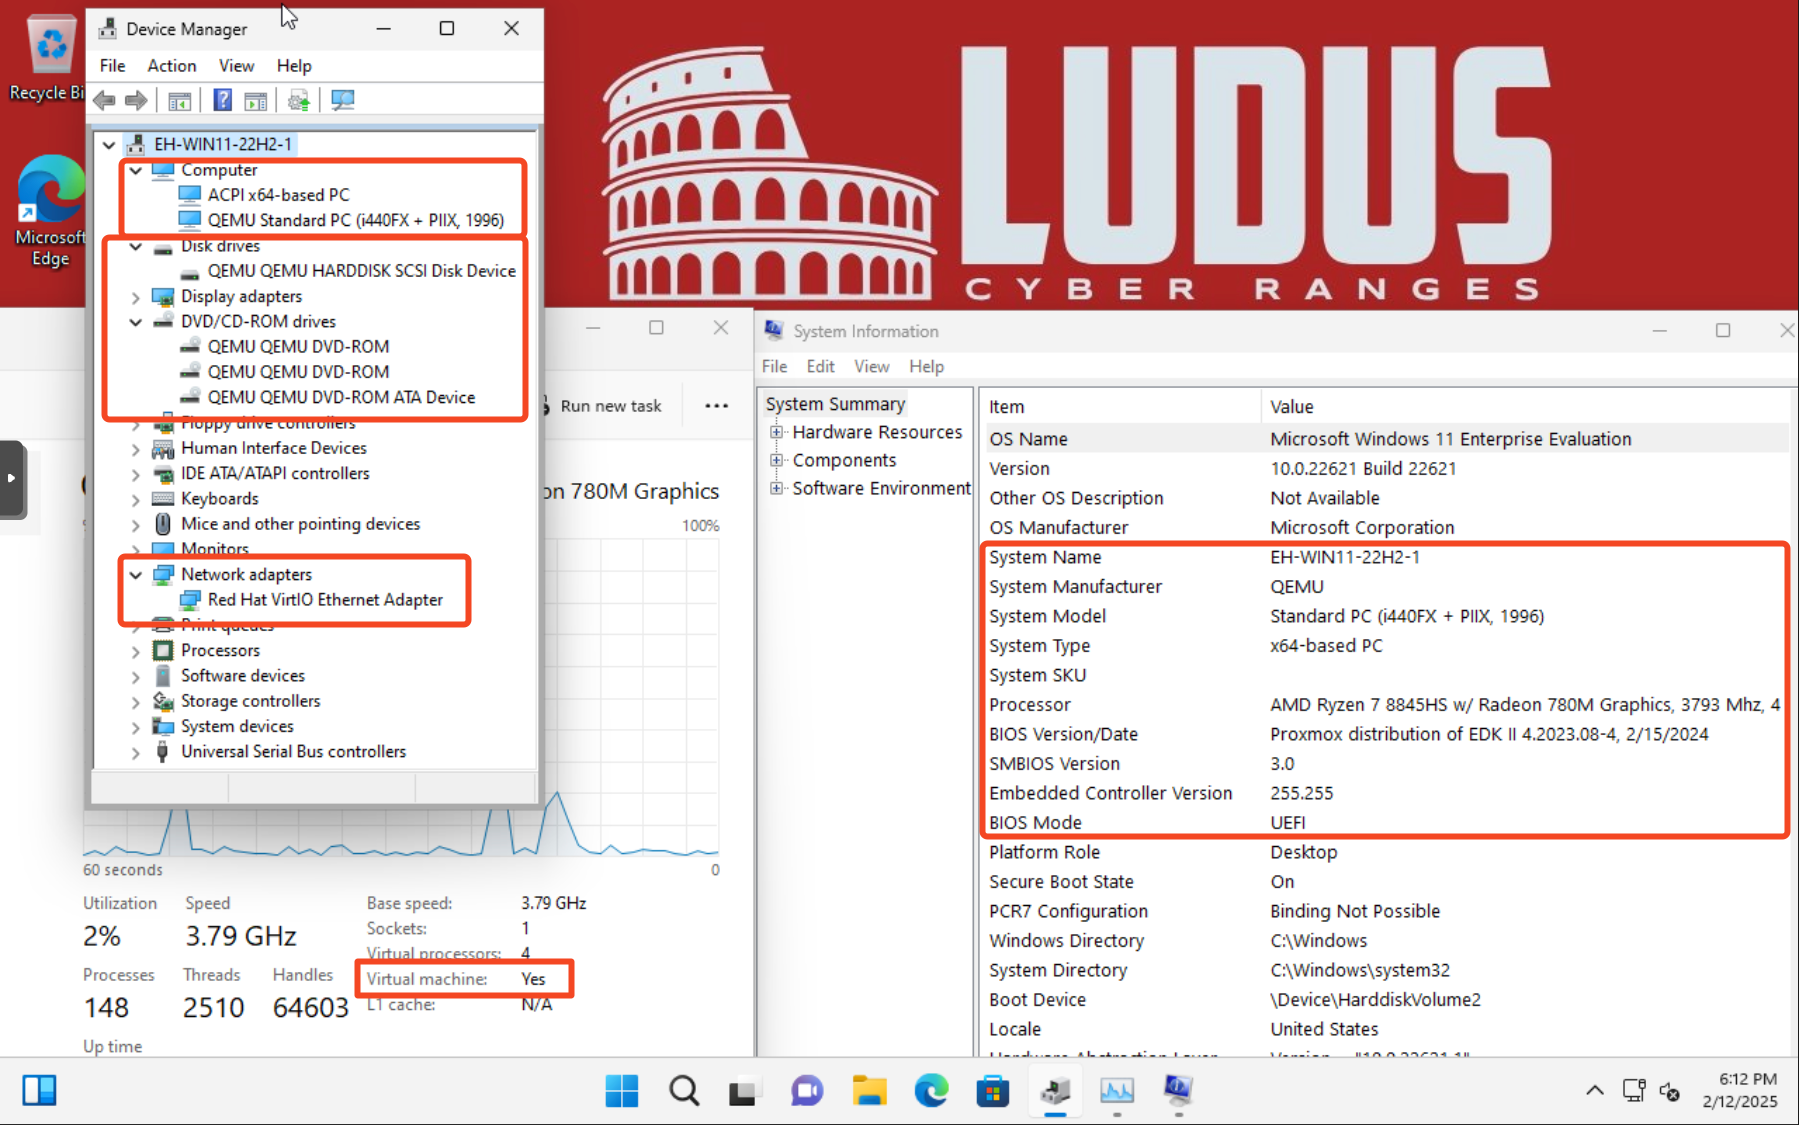 Recycle Bi
Microsoft
Edge
Device Manager
File Action View Help
EH-WIN11-22H2-1
Computer
ACPI x64-based PC
QEMU Standard PC (i440FX + PIIX, 1996)
Disk drives
QEMU QEMU HARDDISK SCSI Disk Device
Display adapters
DVD/CD-ROM drives
QEMU QEMU DVD-ROM
QEMU QEMU DVD-ROM
QEMU QEMU DVD-ROM ATA Device
Floppy drive controllers
Human Interface Devices
IDE ATA/ATAPI controllers
Keyboards
Mice and other pointing devices
Monitors
Network adapters
Red Hat VirtIO Ethernet Adapter
Print queues
Processors
Software devices
Storage controllers
System devices
Universal Serial Bus controllers
LUDUS
CYBER RANGES
Run new task
on 780M Graphics
100%
60 seconds 0
Utilization Speed
2% 3.79 GHz
Processes Threads Handles
148 2510 64603
Up time
Base speed: 3.79 GHz
Sockets: 1
Virtual processors: 4
Virtual machine: Yes
L1 cache: N/A
System Information
File Edit View Help
System Summary
Hardware Resources
Components
Software Environment
Item Value
OS Name Microsoft Windows 11 Enterprise Evaluation
Version 10.0.22621 Build 22621
Other OS Description Not Available
OS Manufacturer Microsoft Corporation
System Name EH-WIN11-22H2-1
System Manufacturer QEMU
System Model Standard PC (i440FX + PIIX, 1996)
System Type x64-based PC
System SKU
Processor AMD Ryzen 7 8845HS w/ Radeon 780M Graphics, 3793 Mhz, 4
BIOS Version/Date Proxmox distribution of EDK II 4.2023.08-4, 2/15/2024
SMBIOS Version 3.0
Embedded Controller Version 255.255
BIOS Mode UEFI
Platform Role Desktop
Secure Boot State On
PCR7 Configuration Binding Not Possible
Windows Directory C:\Windows
System Directory C:\Windows\system32
Boot Device \Device\HarddiskVolume2
Locale United States
Hardware Abstraction Layer Version = "10.0.22621.1"
6:12 PM
2/12/2025